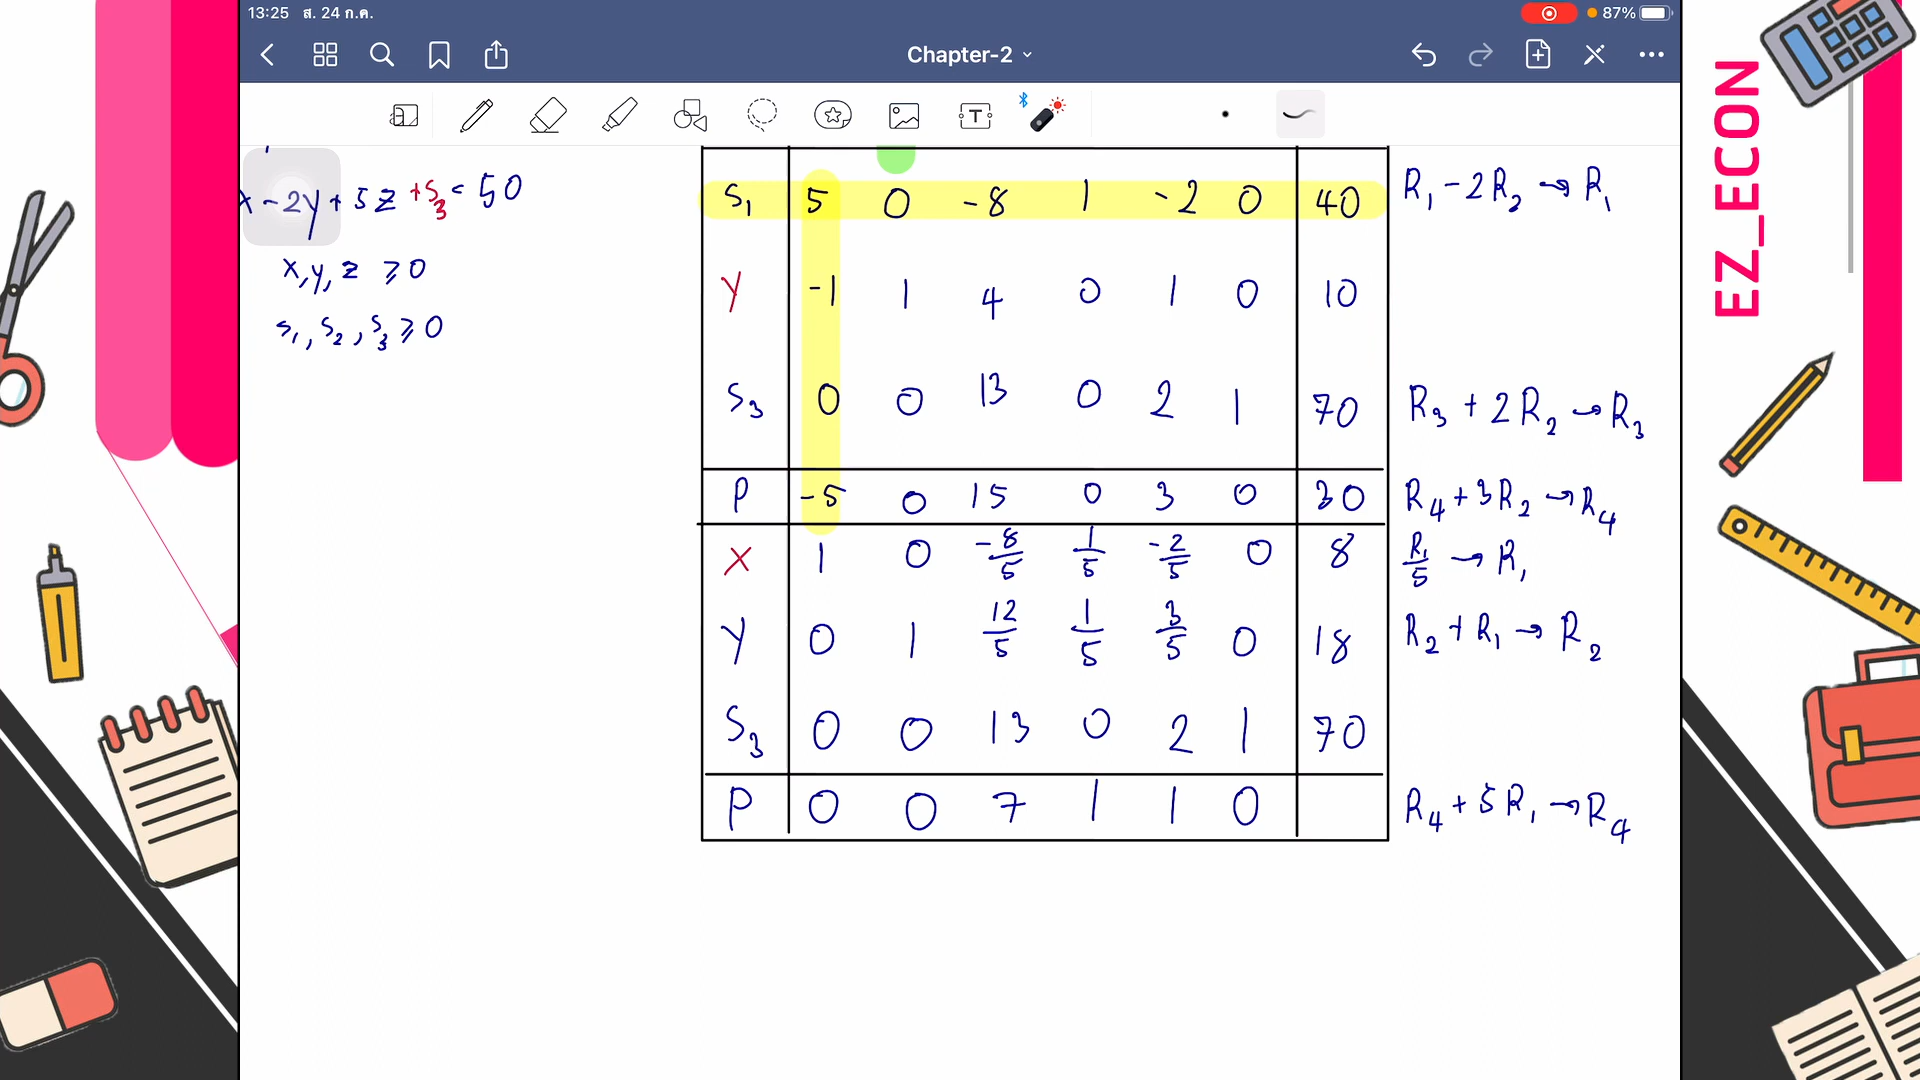 13:25 ส. 24 ก.ค.
87%
Chapter-2
EZ_ECON
x - 2y + 5z + S₃ = 50
x, y, z ≥ 0
S₁, S₂, S₃ ≥ 0
S₁ 5 0 -8 1 -2 0 40 R₁ - 2R₂ → R₁
y -1 1 4 0 1 0 10
S₃ 0 0 13 0 2 1 70 R₃ + 2R₂ → R₃
P -5 0 15 0 3 0 30 R₄ + 3R₂ → R₄
x 1 0 -8/5 1/5 -2/5 0 8 R₁/5 → R₁
y 0 1 12/5 1/5 3/5 0 18 R₂ + R₁ → R₂
S₃ 0 0 13 0 2 1 70
P 0 0 7 1 1 0 R₄ + 5R₁ → R₄